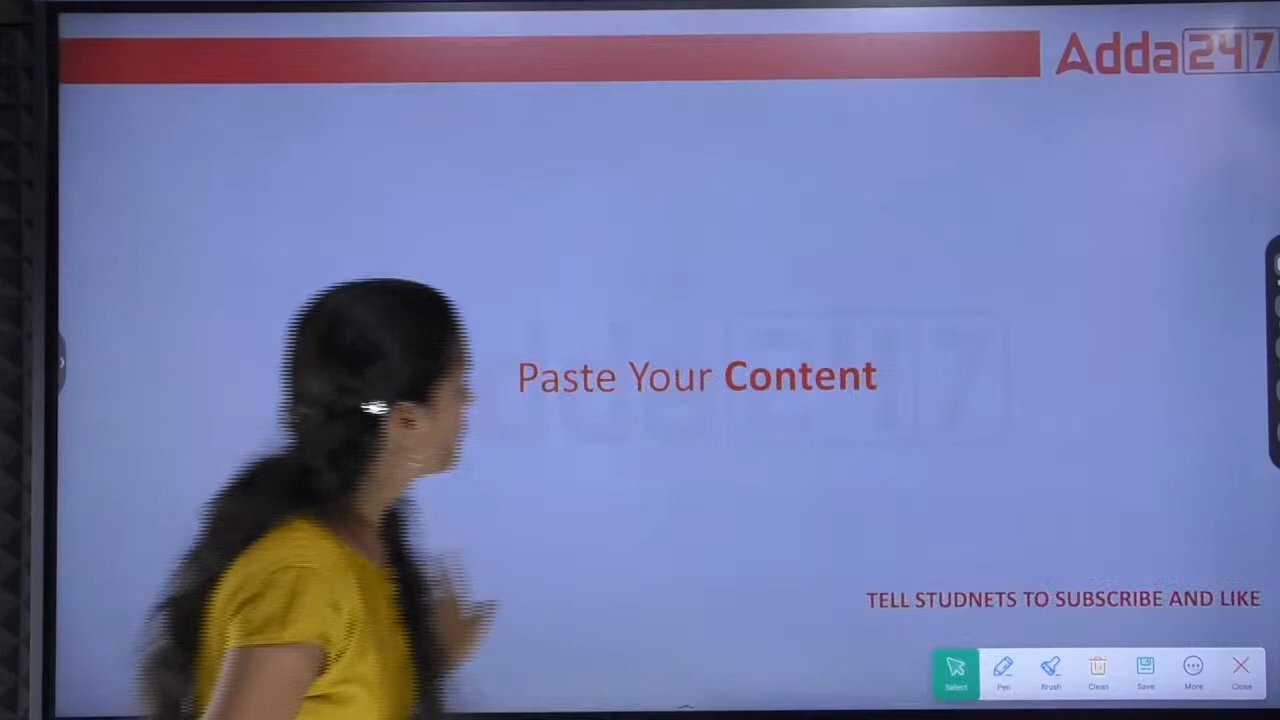 Adda247
Paste Your Content
TELL STUDNETS TO SUBSCRIBE AND LIKE
Select Pen Brush Clean Save More Close